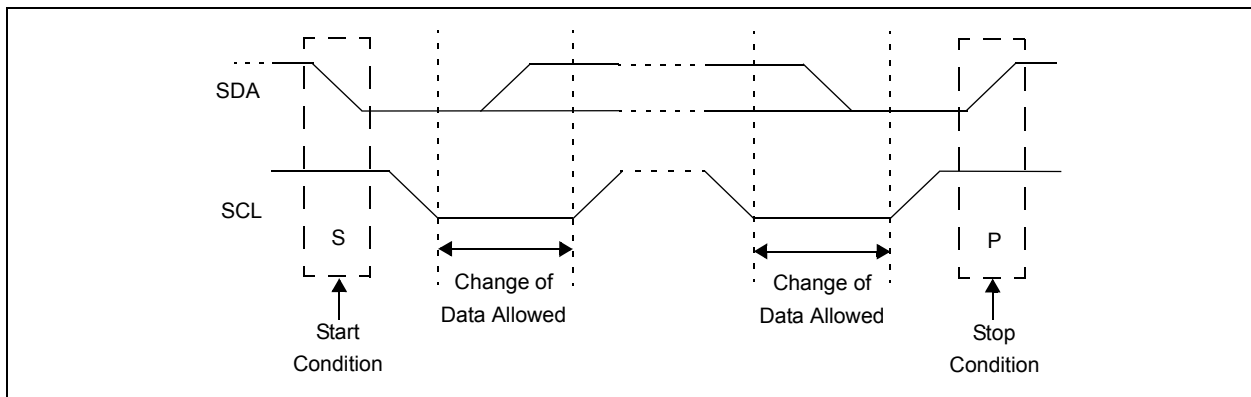 SDA
SCL
S
P
Change of
Data Allowed
Change of
Data Allowed
Start
Condition
Stop
Condition